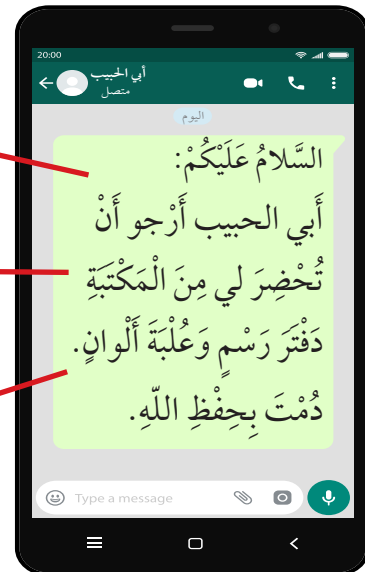 20:00
أبي الحبيب
متصل
اليوم
السَّلامُ عَلَيْكُمْ:
أَبي الحبيب أَرْجو أَنْ
تُحْضِرَ لي مِنَ الْمَكْتَبَةِ
دَفْتَرَ رَسْمٍ وَعُلْبَةَ أَلْوانٍ.
دُمْتَ بِحِفْظِ اللّهِ.
Type a message